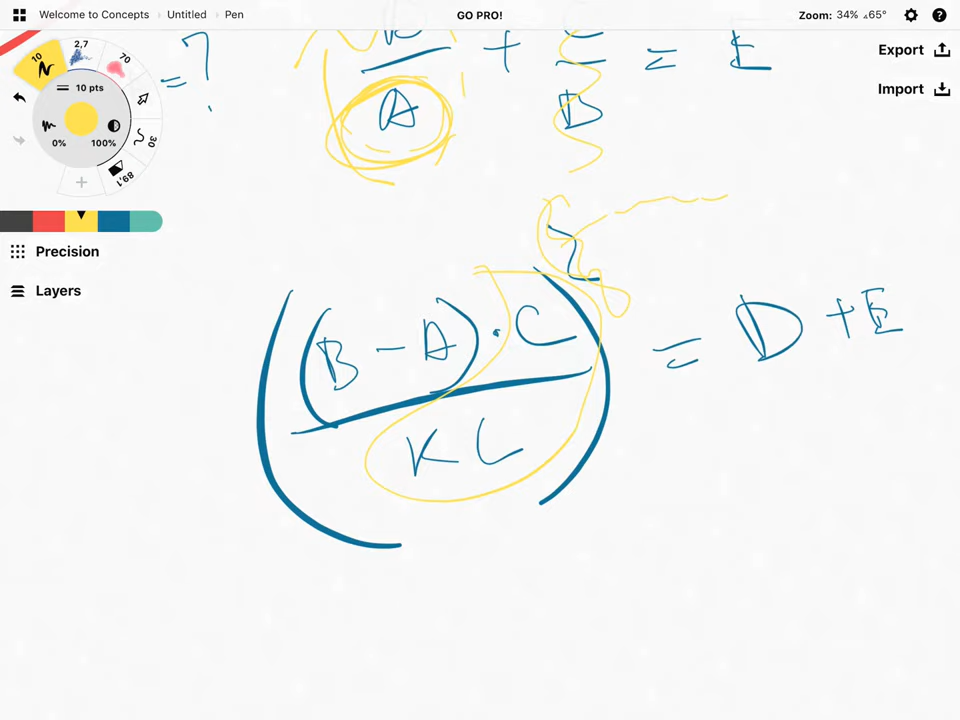 Welcome to Concepts › Untitled › Pen
GO PRO!
Zoom: 34% ⊿65°
Export
Import
10
2,7
70
30
89,1
10 pts
0%
100%
Precision
Layers
= ?
+ =
A B
(B - A) · C
K L
= D + E